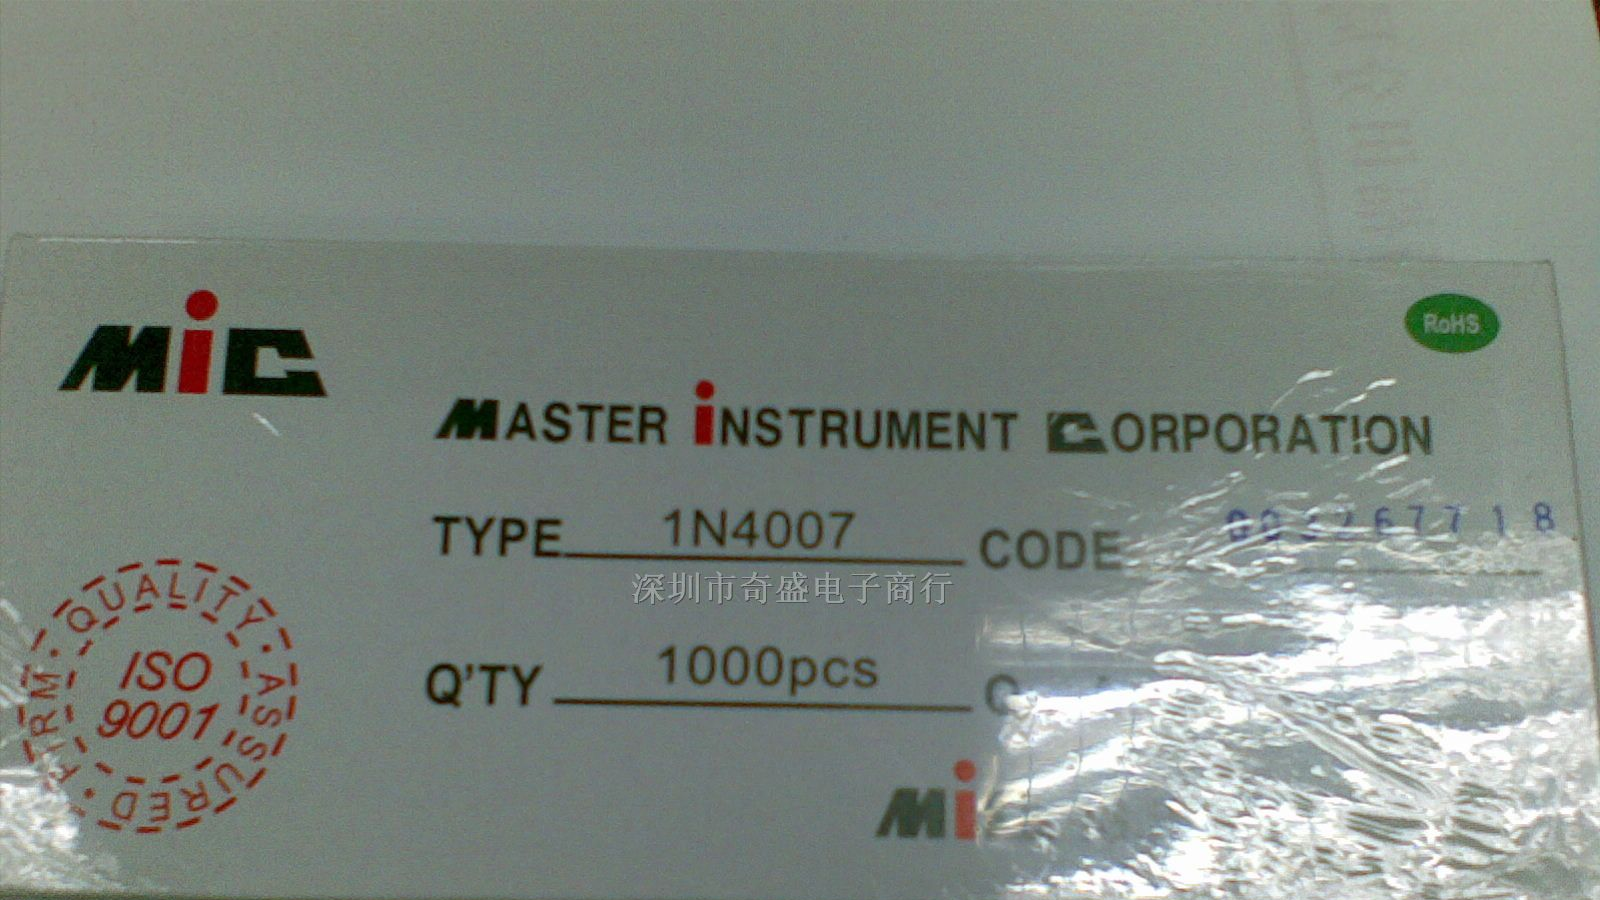 MiC
RoHS
MASTER iNSTRUMENT CORPORATION
TYPE 1N4007 CODE
深圳市奇盛电子商行
Q'TY 1000pcs
FIRM · QUALITY · ASSURED ·
ISO
9001